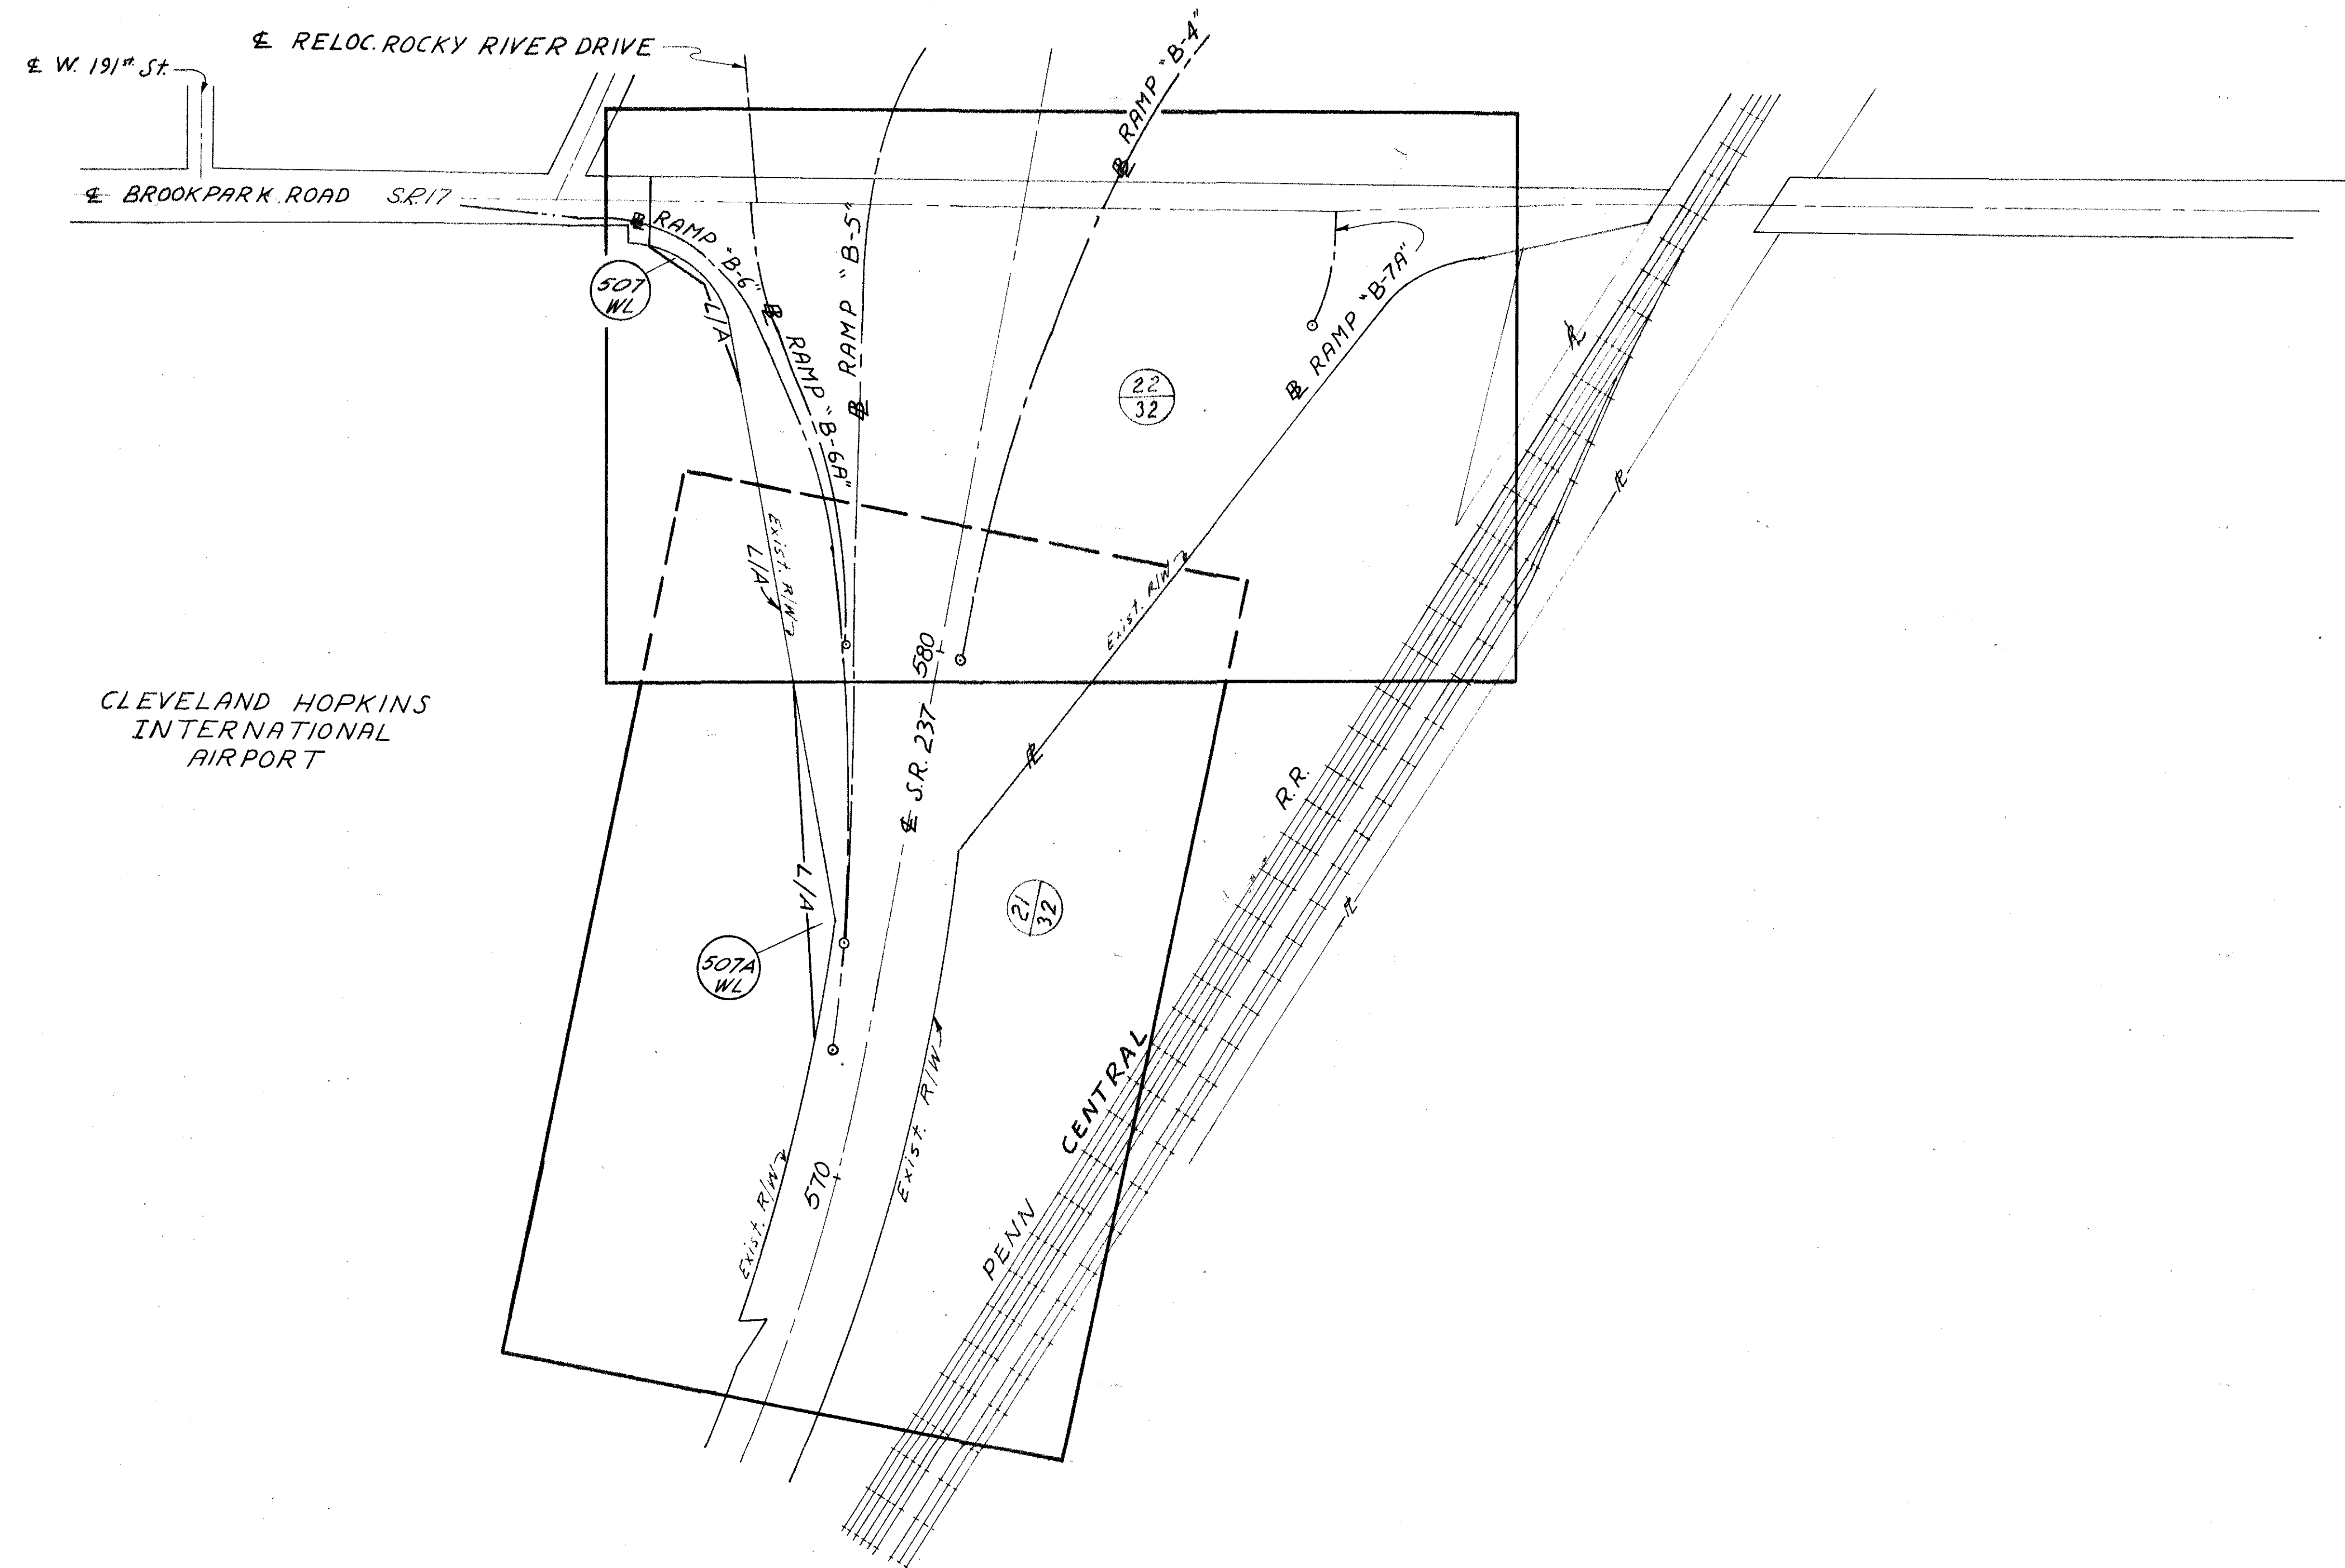 ℄ W. 191st. St.
℄ RELOC. ROCKY RIVER DRIVE
℄ BROOKPARK ROAD S.R.17
RAMP "B-4"
RAMP "B-5"
RAMP "B-6"
RAMP "B-6A"
RAMP "B-7A"
507
WL
L/A
22
32
Exist. R/W
L/A
Exist. R/W
580
℄ S.R. 237
CLEVELAND HOPKINS
INTERNATIONAL
AIRPORT
L/A
507A
WL
21
32
R.R.
CENTRAL
PENN
Exist. R/W
Exist. R/W
570